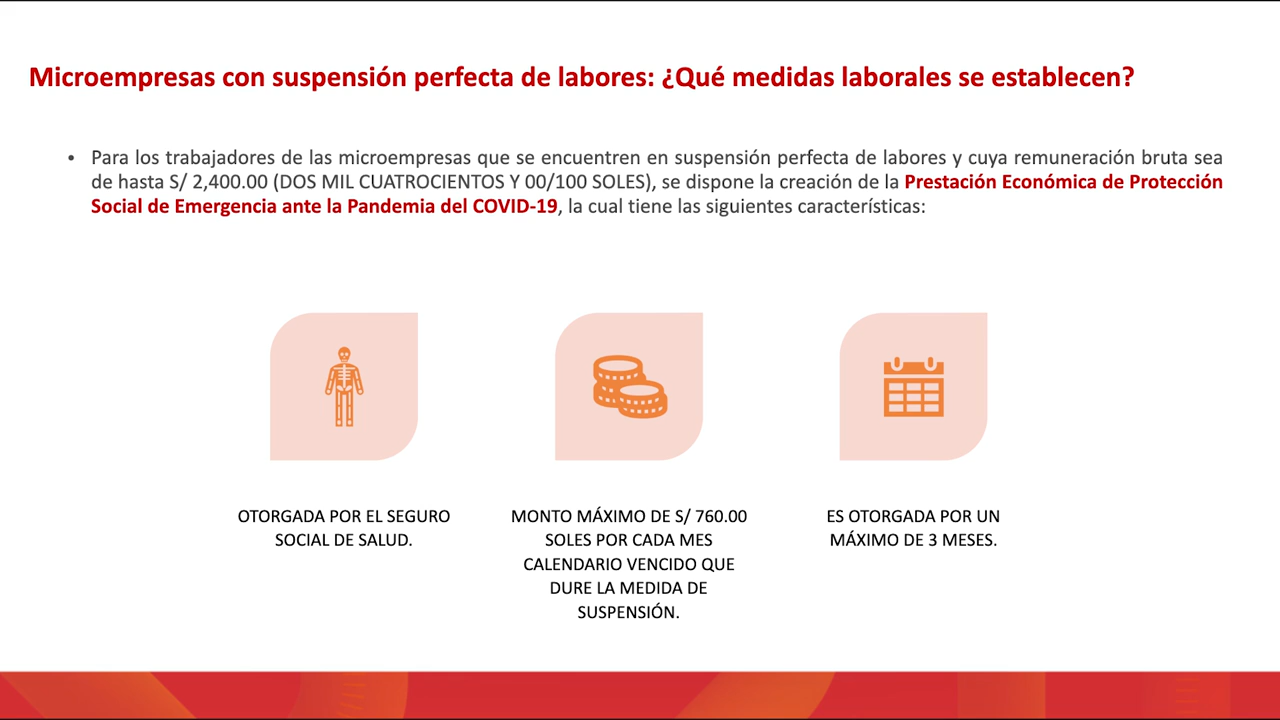 Microempresas con suspensión perfecta de labores: ¿Qué medidas laborales se establecen?
• Para los trabajadores de las microempresas que se encuentren en suspensión perfecta de labores y cuya remuneración bruta sea
de hasta S/ 2,400.00 (DOS MIL CUATROCIENTOS Y 00/100 SOLES), se dispone la creación de la Prestación Económica de Protección
Social de Emergencia ante la Pandemia del COVID-19, la cual tiene las siguientes características:
OTORGADA POR EL SEGURO
SOCIAL DE SALUD.
MONTO MÁXIMO DE S/ 760.00
SOLES POR CADA MES
CALENDARIO VENCIDO QUE
DURE LA MEDIDA DE
SUSPENSIÓN.
ES OTORGADA POR UN
MÁXIMO DE 3 MESES.